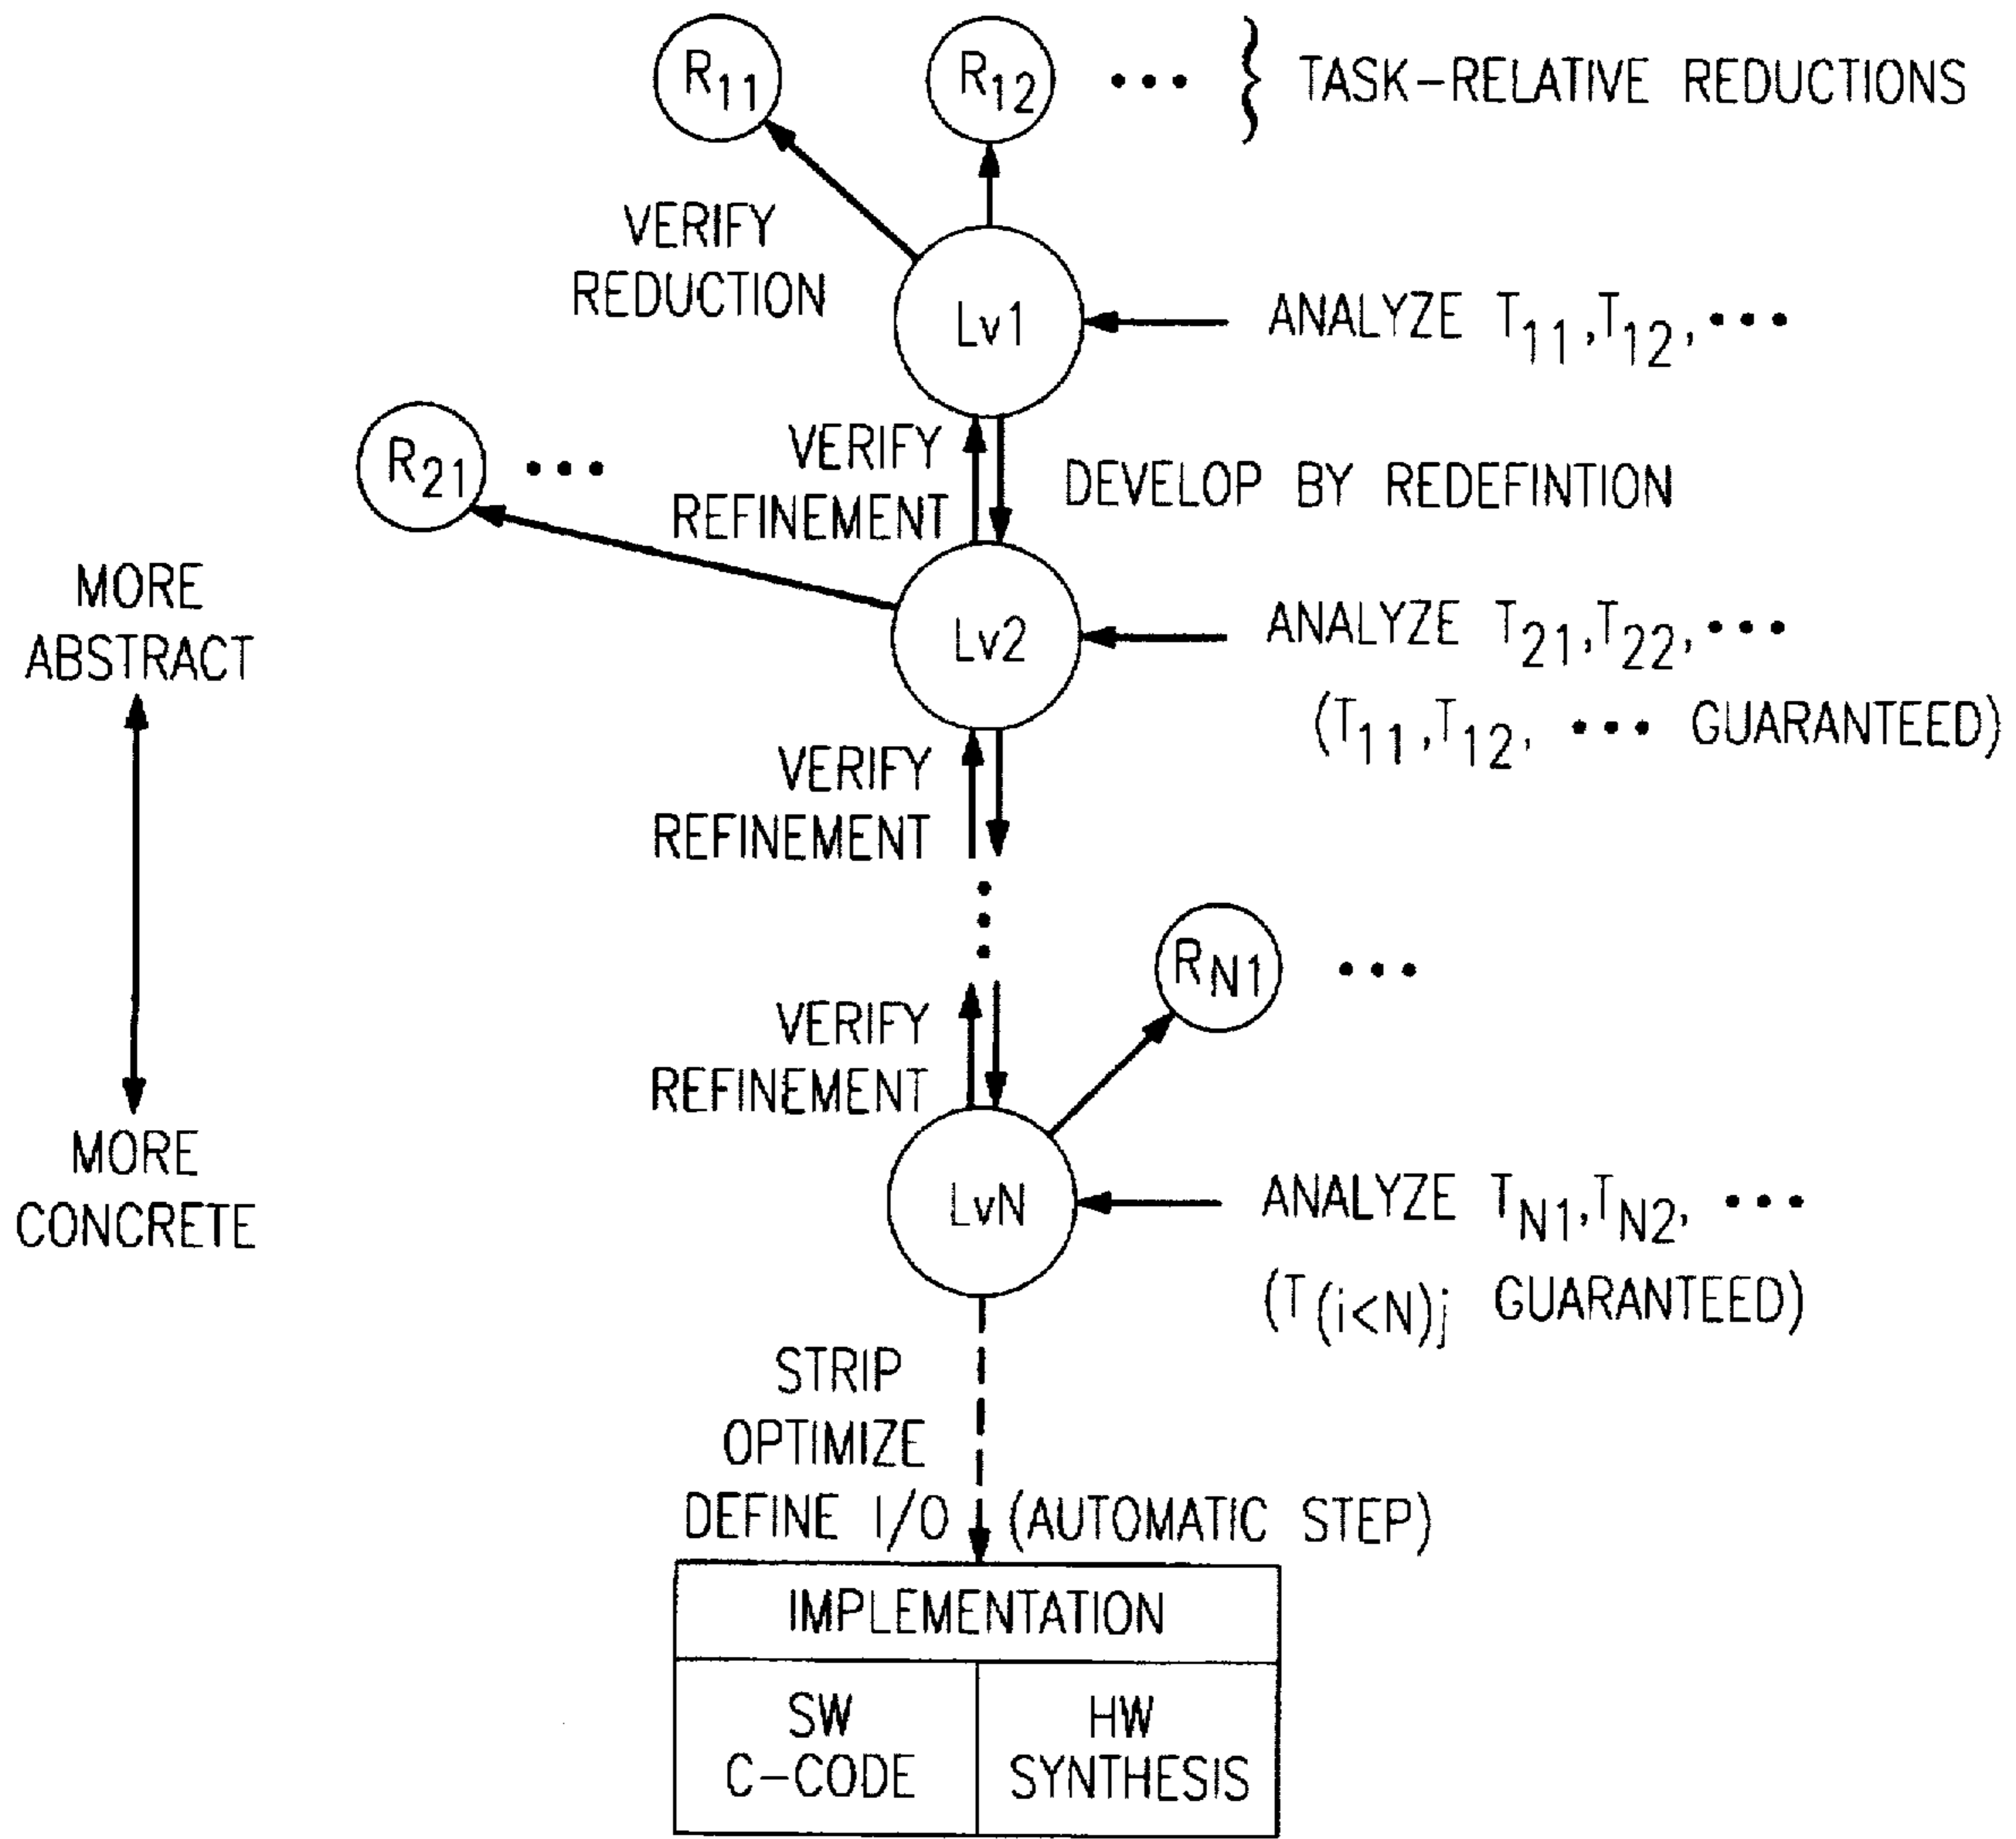 R11
R12 ••• } TASK-RELATIVE REDUCTIONS
VERIFY
REDUCTION
Lv1
ANALYZE T11,T12,•••
R21 •••
VERIFY
REFINEMENT
DEVELOP BY REDEFINTION
MORE
ABSTRACT
Lv2
ANALYZE T21,T22,•••
(T11,T12, ••• GUARANTEED)
VERIFY
REFINEMENT
RN1 •••
VERIFY
REFINEMENT
MORE
CONCRETE
LvN
ANALYZE TN1,TN2, •••
(T(i<N)j GUARANTEED)
STRIP
OPTIMIZE
DEFINE I/O (AUTOMATIC STEP)
IMPLEMENTATION
SW
C-CODE
HW
SYNTHESIS